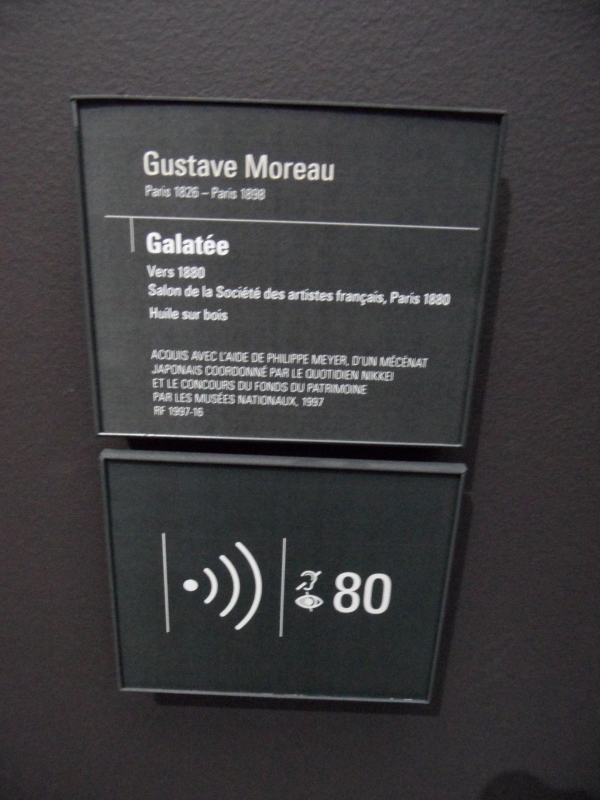 Gustave Moreau
Paris 1826 – Paris 1898
Galatée
Vers 1880
Salon de la Société des artistes français, Paris 1880
Huile sur bois
ACQUIS AVEC L'AIDE DE PHILIPPE MEYER, D'UN MÉCÉNAT
JAPONAIS COORDONNÉ PAR LE QUOTIDIEN NIKKEI
ET LE CONCOURS DU FONDS DU PATRIMOINE
PAR LES MUSÉES NATIONAUX, 1997
RF 1997-16
80